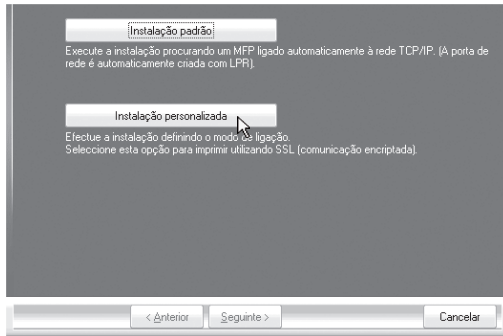 Instalação padrão
Execute a instalação procurando um MFP ligado automaticamente à rede TCP/IP. (A porta de
rede é automaticamente criada com LPR).
Instalação personalizada
Efectue a instalação definindo o modo de ligação.
Seleccione esta opção para imprimir utilizando SSL (comunicação encriptada).
< Anterior
Seguinte >
Cancelar